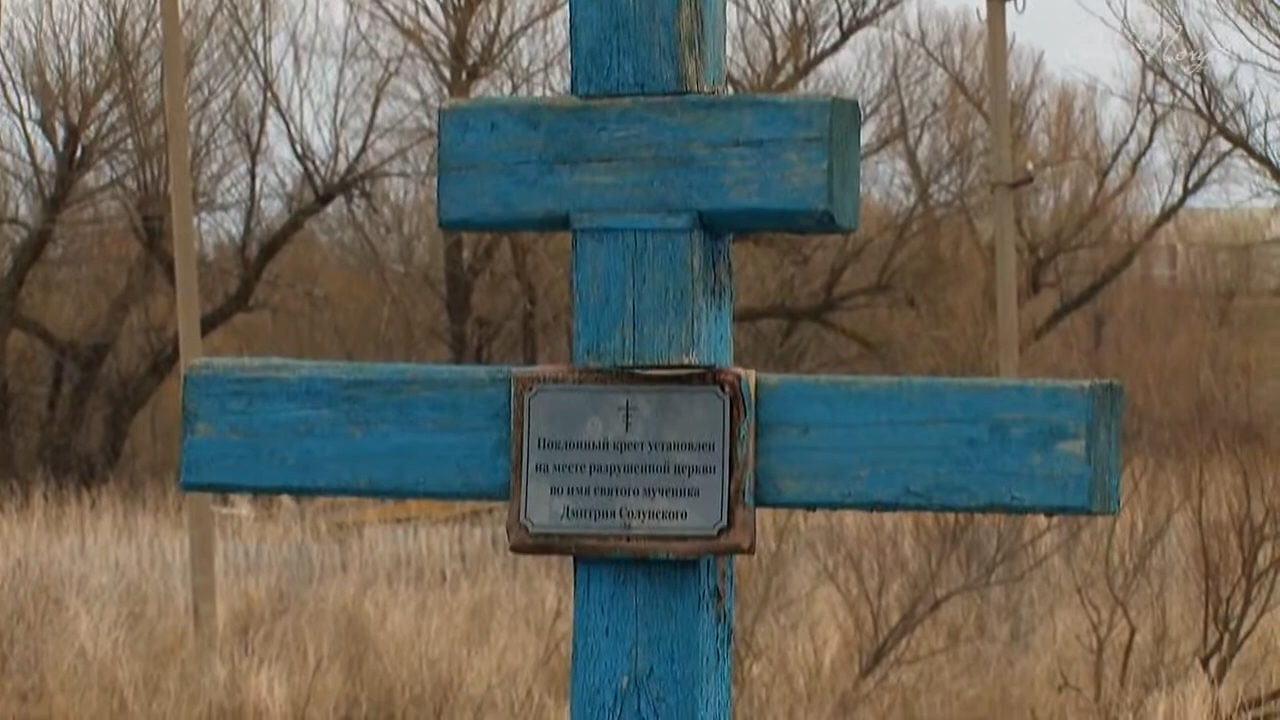 Поклонный крест установлен
на месте разрушенной церкви
во имя святого мученика
Дмитрия Солунского